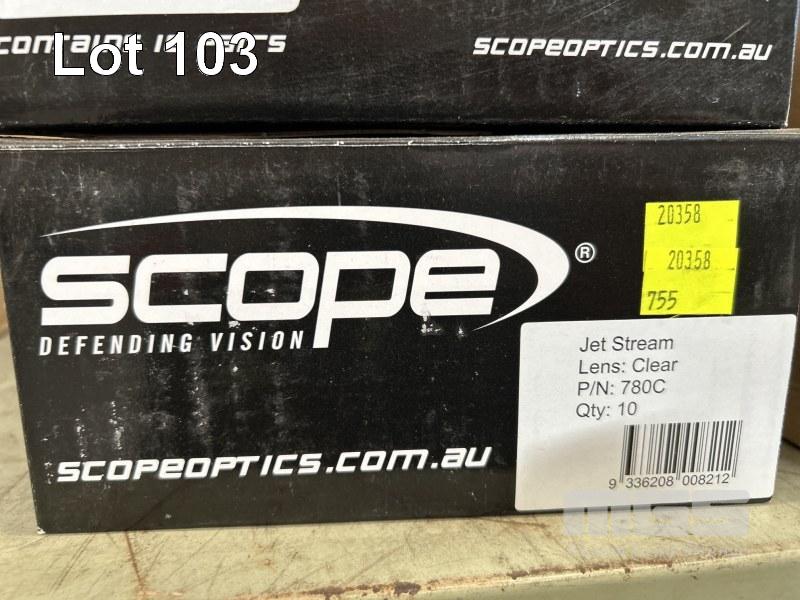 Lot 103
scopeoptics.com.au
20358
20358
755
scope®
DEFENDING VISION
Jet Stream
Lens: Clear
P/N: 780C
Qty: 10
scopeoptics.com.au
9 336208 008212
MGS